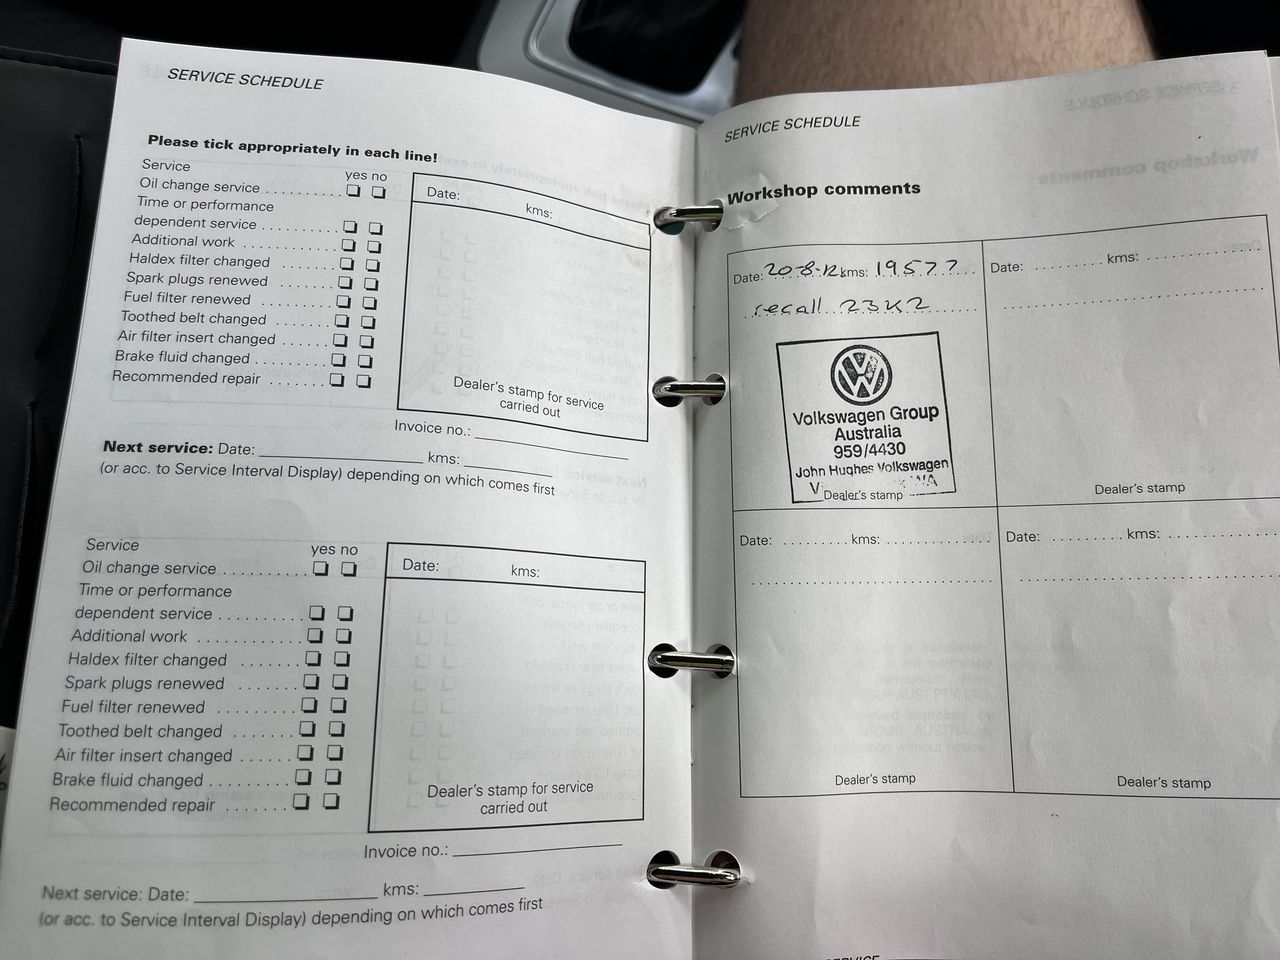 SERVICE SCHEDULE
Please tick appropriately in each line!
Service
yes no
Oil change service . . . . . . . . . . ❏ ❏
Time or performance
dependent service . . . . . . . . . . ❏ ❏
Additional work . . . . . . . . . . . . ❏ ❏
Haldex filter changed . . . . . . . ❏ ❏
Spark plugs renewed . . . . . . . . ❏ ❏
Fuel filter renewed . . . . . . . . . . ❏ ❏
Toothed belt changed . . . . . . . ❏ ❏
Air filter insert changed . . . . . . ❏ ❏
Brake fluid changed . . . . . . . . . ❏ ❏
Recommended repair . . . . . . . ❏ ❏
Date: kms:
Dealer's stamp for service
carried out
Invoice no.:
Next service: Date: kms:
(or acc. to Service Interval Display) depending on which comes first
Service
yes no
Oil change service . . . . . . . . . . ❏ ❏
Time or performance
dependent service . . . . . . . . . . ❏ ❏
Additional work . . . . . . . . . . . . ❏ ❏
Haldex filter changed . . . . . . . ❏ ❏
Spark plugs renewed . . . . . . . . ❏ ❏
Fuel filter renewed . . . . . . . . . . ❏ ❏
Toothed belt changed . . . . . . . ❏ ❏
Air filter insert changed . . . . . . ❏ ❏
Brake fluid changed . . . . . . . . . ❏ ❏
Recommended repair . . . . . . . ❏ ❏
Date: kms:
Dealer's stamp for service
carried out
Invoice no.:
Next service: Date: kms:
(or acc. to Service Interval Display) depending on which comes first
SERVICE SCHEDULE
Workshop comments
Date: 20-8-12 kms: 19577
recall 23K2
Volkswagen Group
Australia
959/4430
John Hughes Volkswagen
WA
Dealer's stamp
Date: kms:
Dealer's stamp
Date: kms:
Dealer's stamp
Date: kms:
Dealer's stamp